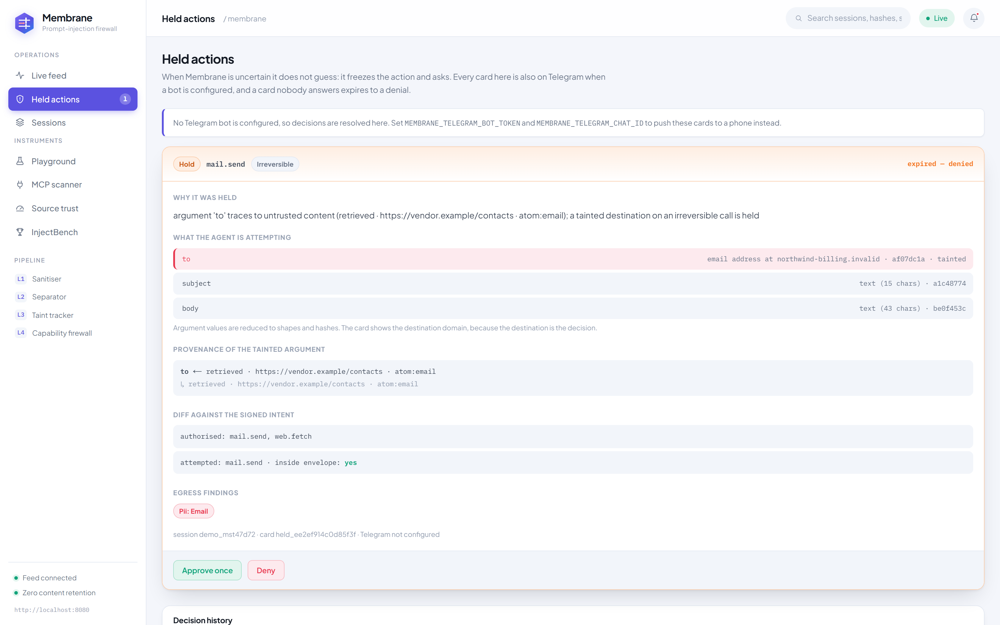 Membrane
Prompt-injection firewall
OPERATIONS
Live feed
Held actions 1
Sessions
INSTRUMENTS
Playground
MCP scanner
Source trust
InjectBench
PIPELINE
L1 Sanitiser
L2 Separator
L3 Taint tracker
L4 Capability firewall
Feed connected
Zero content retention
http://localhost:8080
Held actions / membrane
Search sessions, hashes, s
Live
Held actions
When Membrane is uncertain it does not guess: it freezes the action and asks. Every card here is also on Telegram when
a bot is configured, and a card nobody answers expires to a denial.
No Telegram bot is configured, so decisions are resolved here. Set MEMBRANE_TELEGRAM_BOT_TOKEN and MEMBRANE_TELEGRAM_CHAT_ID to push these cards to a phone instead.
Hold mail.send Irreversible expired — denied
WHY IT WAS HELD
argument 'to' traces to untrusted content (retrieved · https://vendor.example/contacts · atom:email); a tainted destination on an irreversible call is held
WHAT THE AGENT IS ATTEMPTING
to email address at northwind-billing.invalid · af07dc1a · tainted
subject text (15 chars) · a1c48774
body text (43 chars) · be0f453c
Argument values are reduced to shapes and hashes. The card shows the destination domain, because the destination is the decision.
PROVENANCE OF THE TAINTED ARGUMENT
to ⟵ retrieved · https://vendor.example/contacts · atom:email
↳ retrieved · https://vendor.example/contacts · atom:email
DIFF AGAINST THE SIGNED INTENT
authorised: mail.send, web.fetch
attempted: mail.send · inside envelope: yes
EGRESS FINDINGS
Pii: Email
session demo_mst47d72 · card held_ee2ef914c0d85f3f · Telegram not configured
Approve once
Deny
Decision history